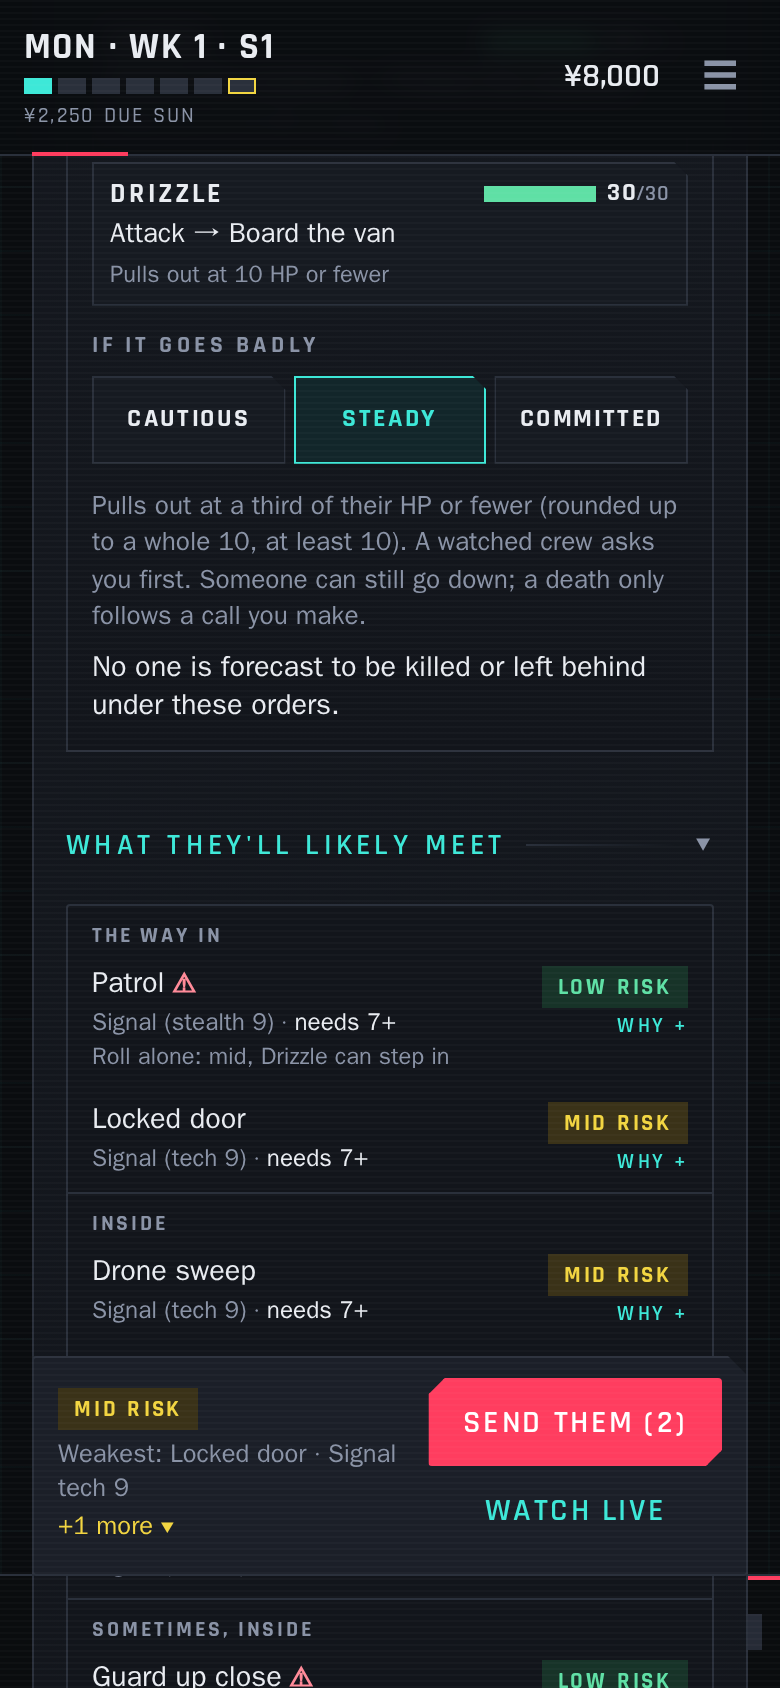 MON · WK 1 · S1
¥8,000
¥2,250 DUE SUN
DRIZZLE
30/30
Attack → Board the van
Pulls out at 10 HP or fewer
IF IT GOES BADLY
CAUTIOUS
STEADY
COMMITTED
Pulls out at a third of their HP or fewer (rounded up
to a whole 10, at least 10). A watched crew asks
you first. Someone can still go down; a death only
follows a call you make.
No one is forecast to be killed or left behind
under these orders.
WHAT THEY'LL LIKELY MEET
THE WAY IN
Patrol
LOW RISK
Signal (stealth 9) · needs 7+
WHY +
Roll alone: mid, Drizzle can step in
Locked door
MID RISK
Signal (tech 9) · needs 7+
WHY +
INSIDE
Drone sweep
MID RISK
Signal (tech 9) · needs 7+
WHY +
MID RISK
SEND THEM (2)
Weakest: Locked door · Signal
tech 9
WATCH LIVE
+1 more
SOMETIMES, INSIDE
Guard up close
LOW RISK